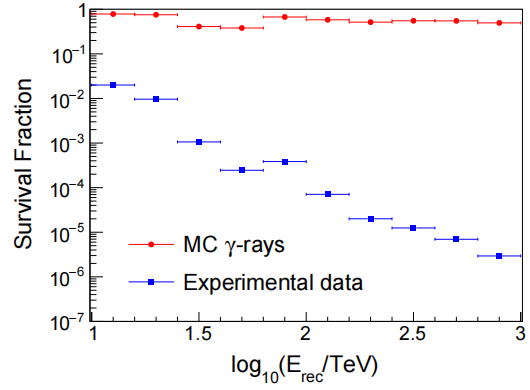 Survival Fraction
1
10⁻¹
10⁻²
10⁻³
10⁻⁴
10⁻⁵
10⁻⁶
10⁻⁷
MC γ-rays
Experimental data
1 1.5 2 2.5 3
log₁₀(E_rec/TeV)